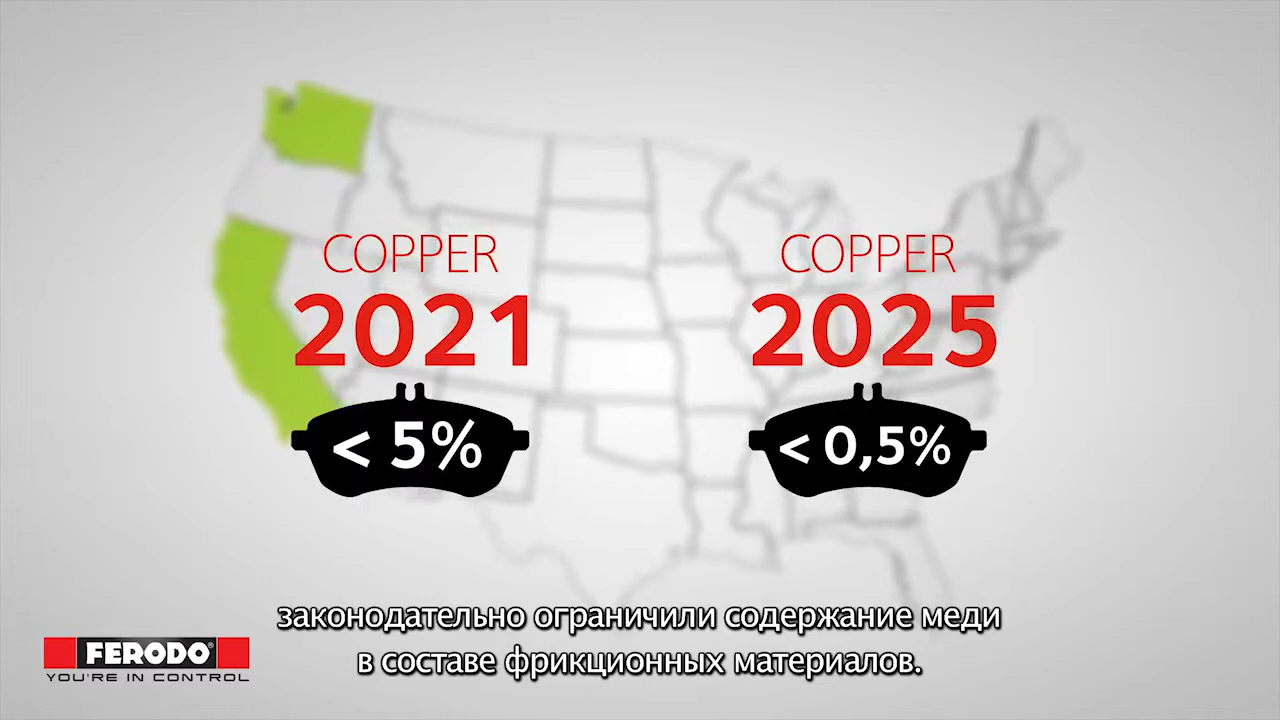 COPPER
2021
< 5%
COPPER
2025
< 0,5%
законодательно ограничили содержание меди
в составе фрикционных материалов.
FERODO®
YOU'RE IN CONTROL